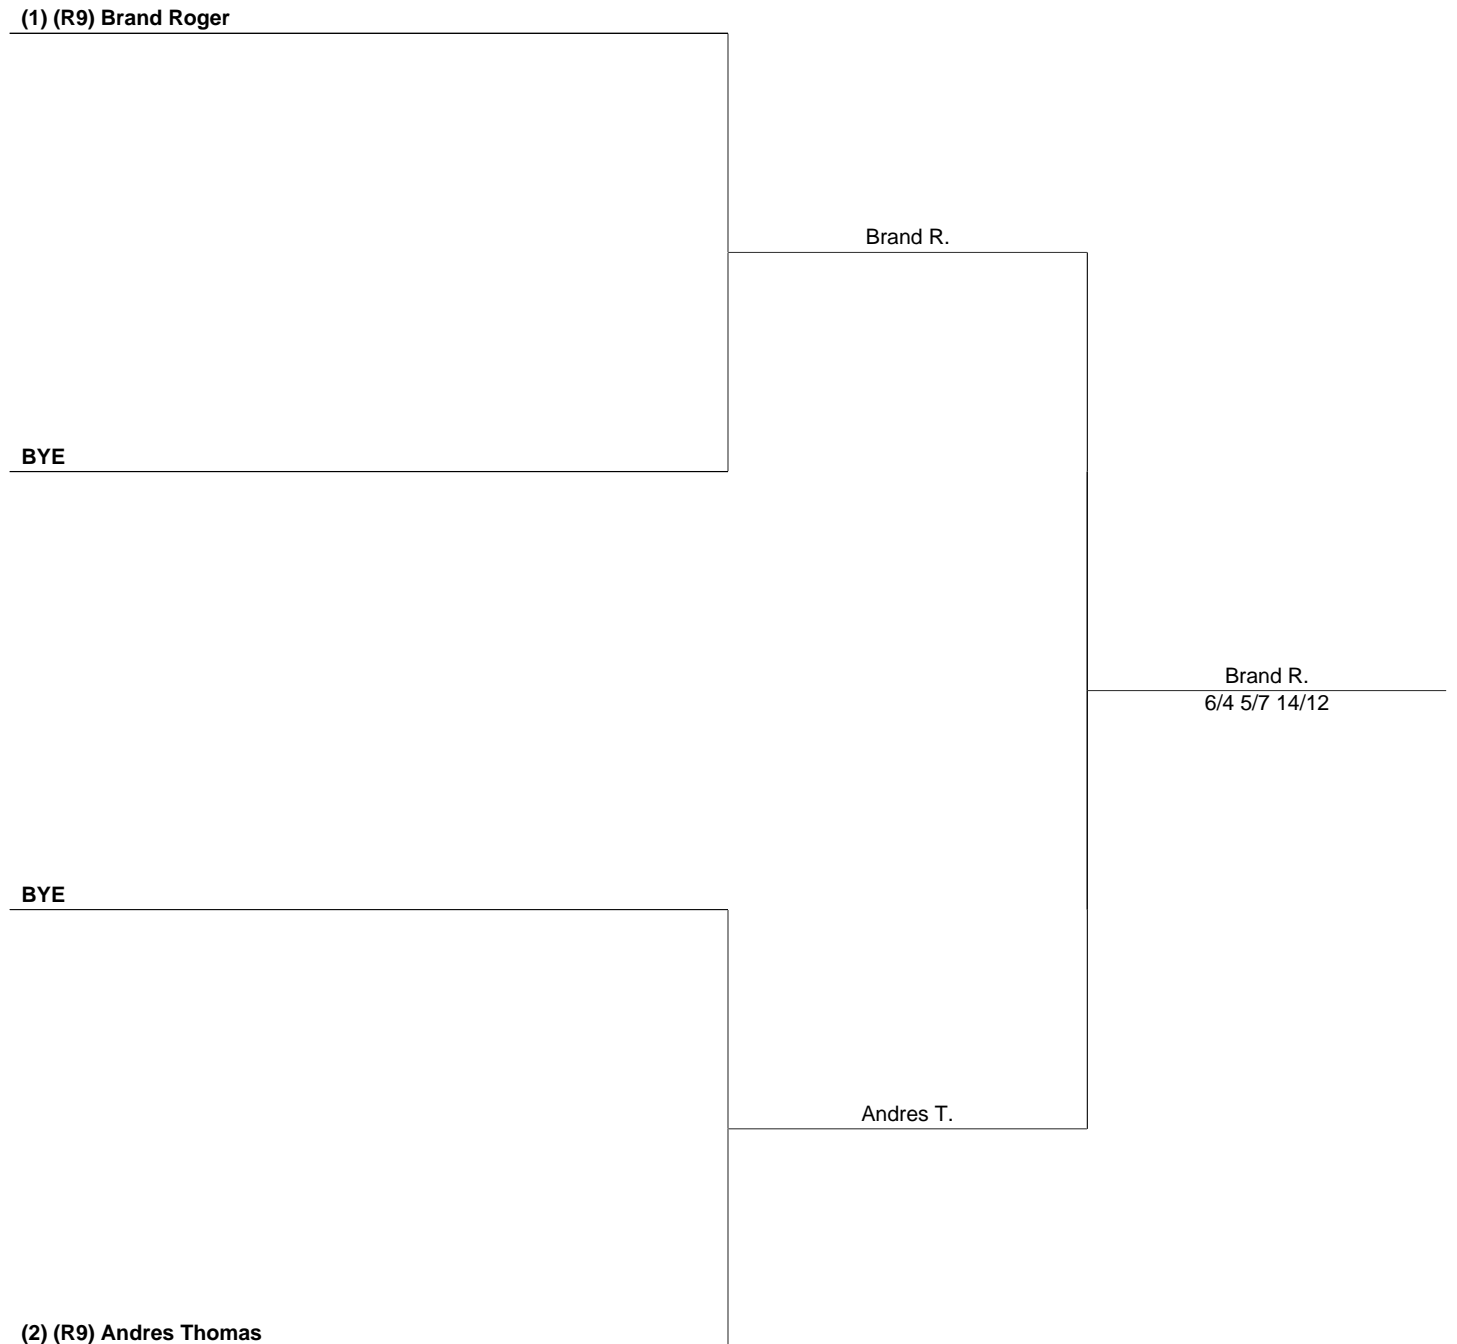 (1) (R9) Brand Roger
Brand R.
BYE
Brand R.
6/4 5/7 14/12
BYE
Andres T.
(2) (R9) Andres Thomas